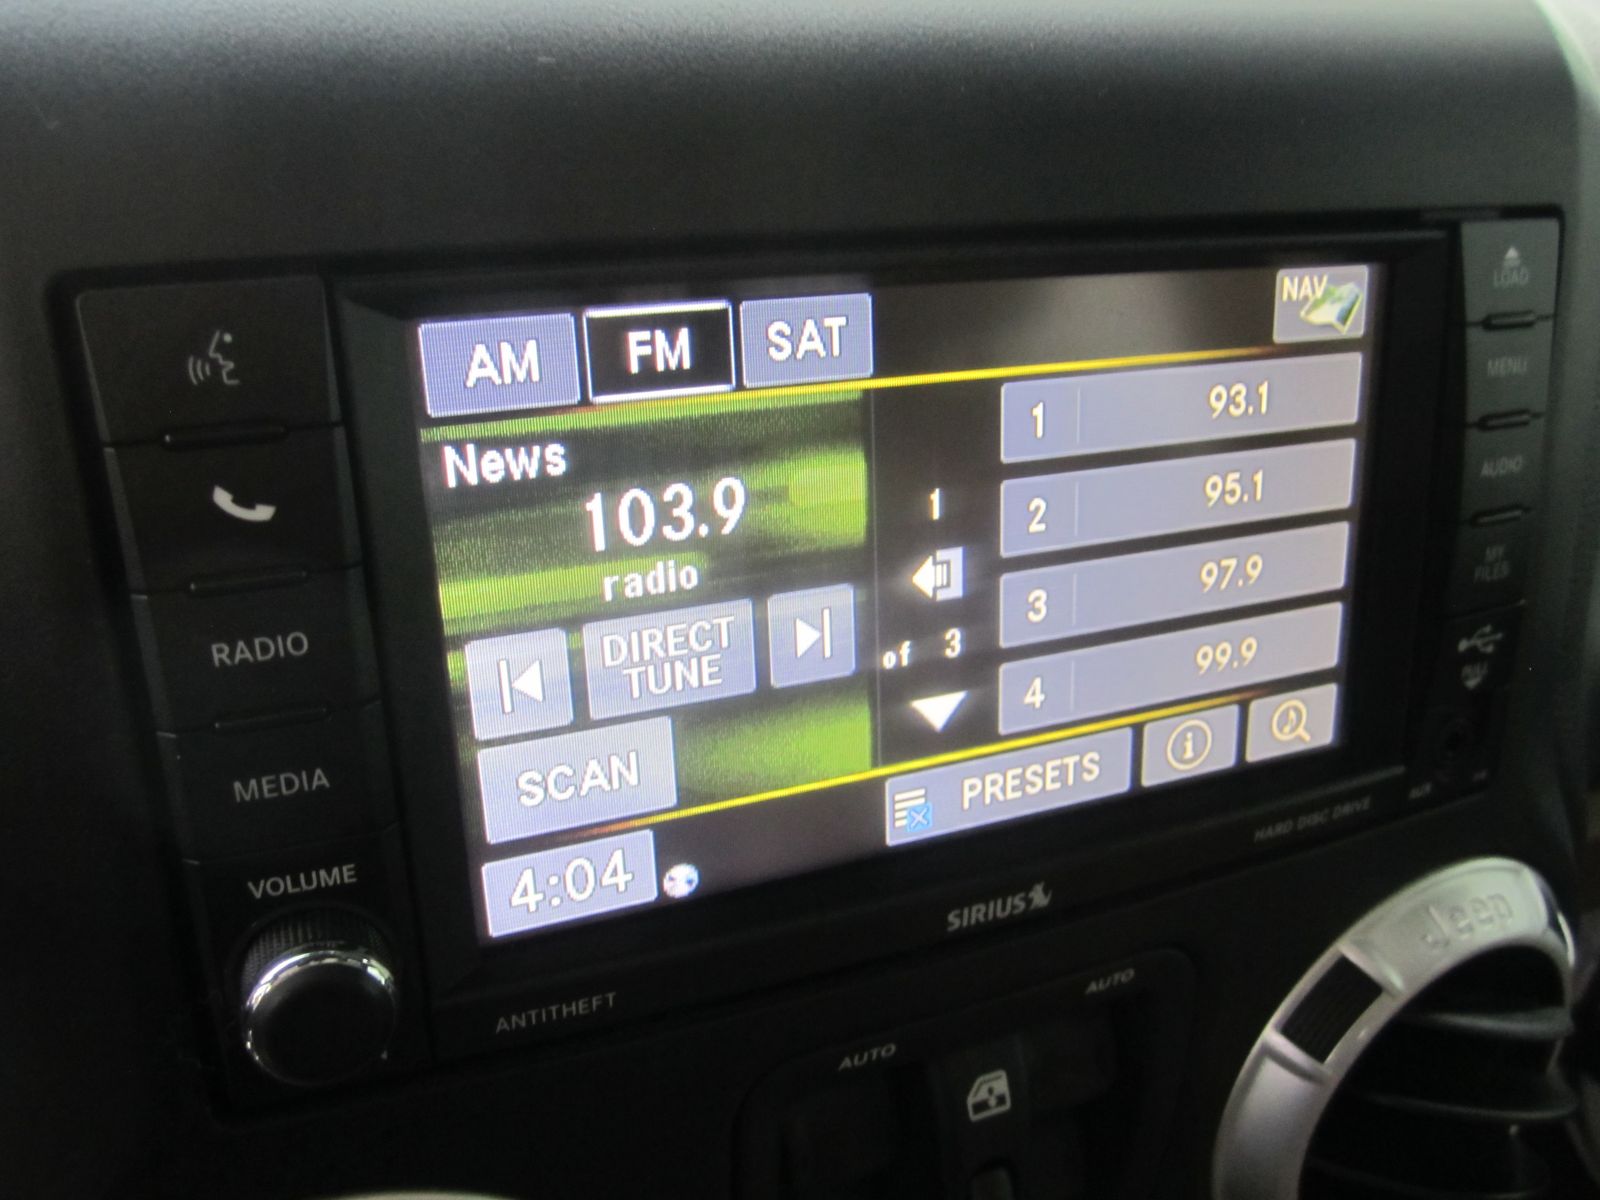 AM FM SAT NAV
News
103.9
radio
DIRECT
TUNE
SCAN
4:04
1
of 3
1 93.1
2 95.1
3 97.9
4 99.9
PRESETS
i
RADIO
MEDIA
VOLUME
LOAD
MENU
AUDIO
MY
FILES
PULL
AUX
HARD DISC DRIVE
SIRIUS
ANTITHEFT
AUTO
AUTO
Jeep